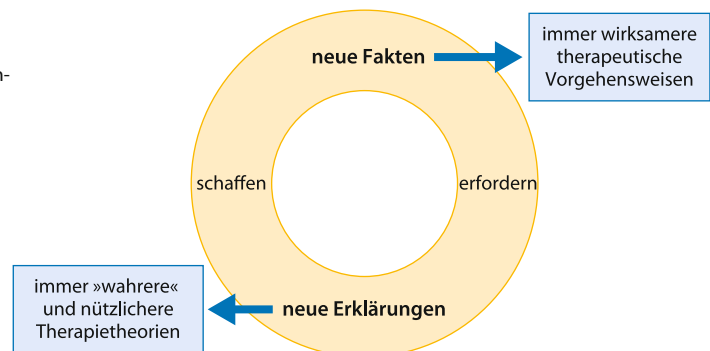 immer wirksamere
therapeutische
Vorgehensweisen
neue Fakten
n-
schaffen
erfordern
immer »wahrere«
und nützlichere
Therapietheorien
neue Erklärungen